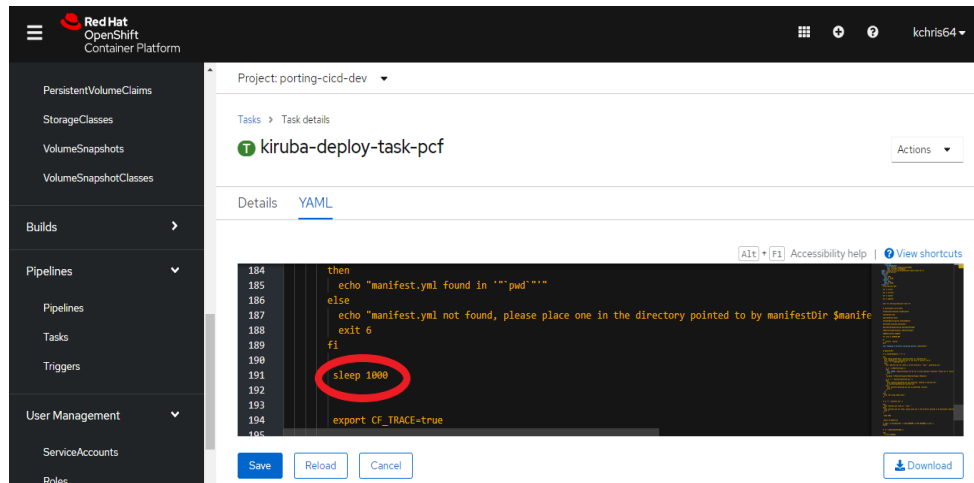 Red Hat
OpenShift
Container Platform
kchris64
PersistentVolumeClaims
StorageClasses
VolumeSnapshots
VolumeSnapshotClasses
Builds
Pipelines
Pipelines
Tasks
Triggers
User Management
ServiceAccounts
Roles
Project: porting-cicd-dev
Tasks > Task details
T kiruba-deploy-task-pcf
Actions
Details YAML
Alt + F1 Accessibility help | View shortcuts
184 then
185 echo "manifest.yml found in '"`pwd`"'"
186 else
187 echo "manifest.yml not found, please place one in the directory pointed to by manifestDir $manife
188 exit 6
189 fi
190
191 sleep 1000
192
193
194 export CF_TRACE=true
195
Save Reload Cancel
Download